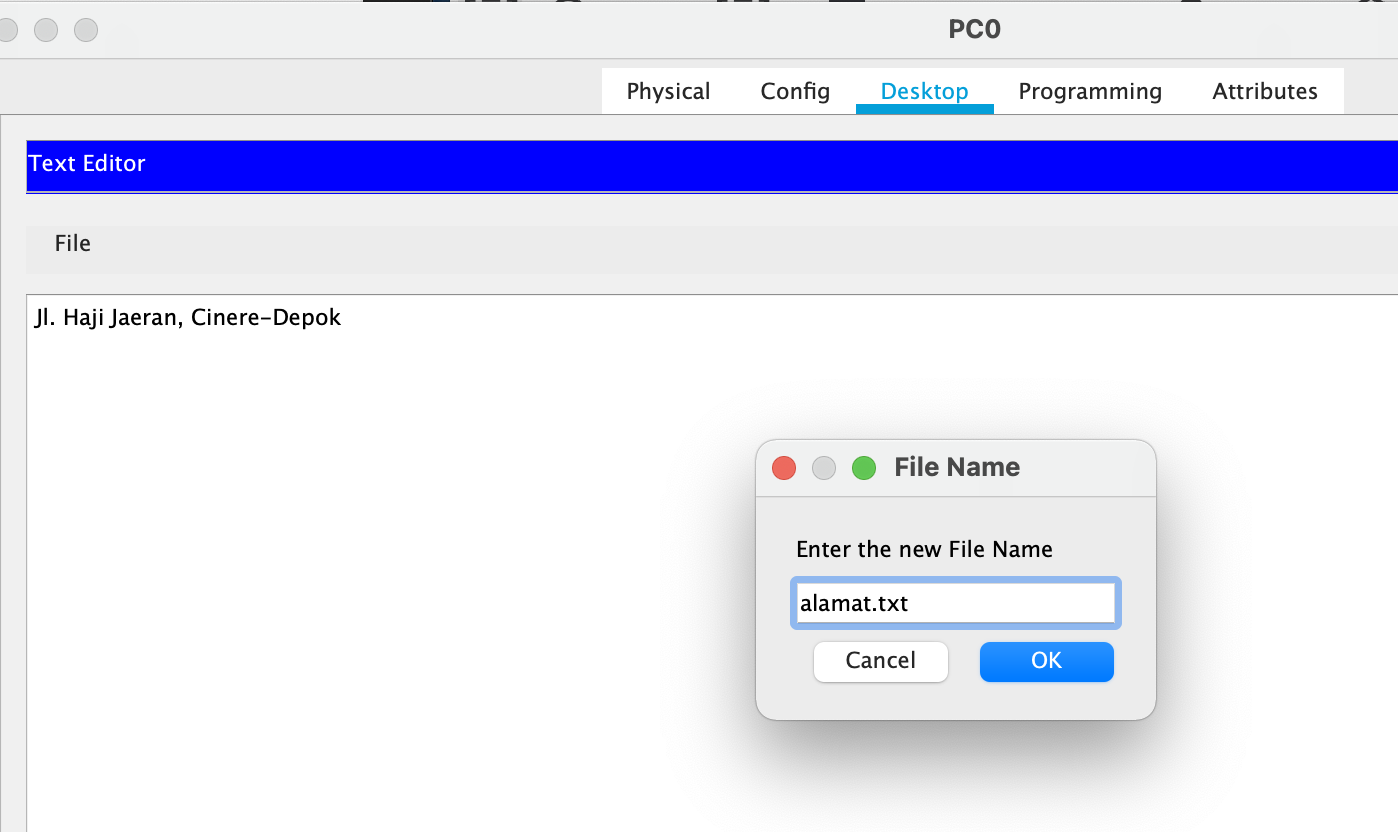 PC0
Physical Config Desktop Programming Attributes
Text Editor
File
Jl. Haji Jaeran, Cinere-Depok
File Name
Enter the new File Name
alamat.txt
Cancel OK